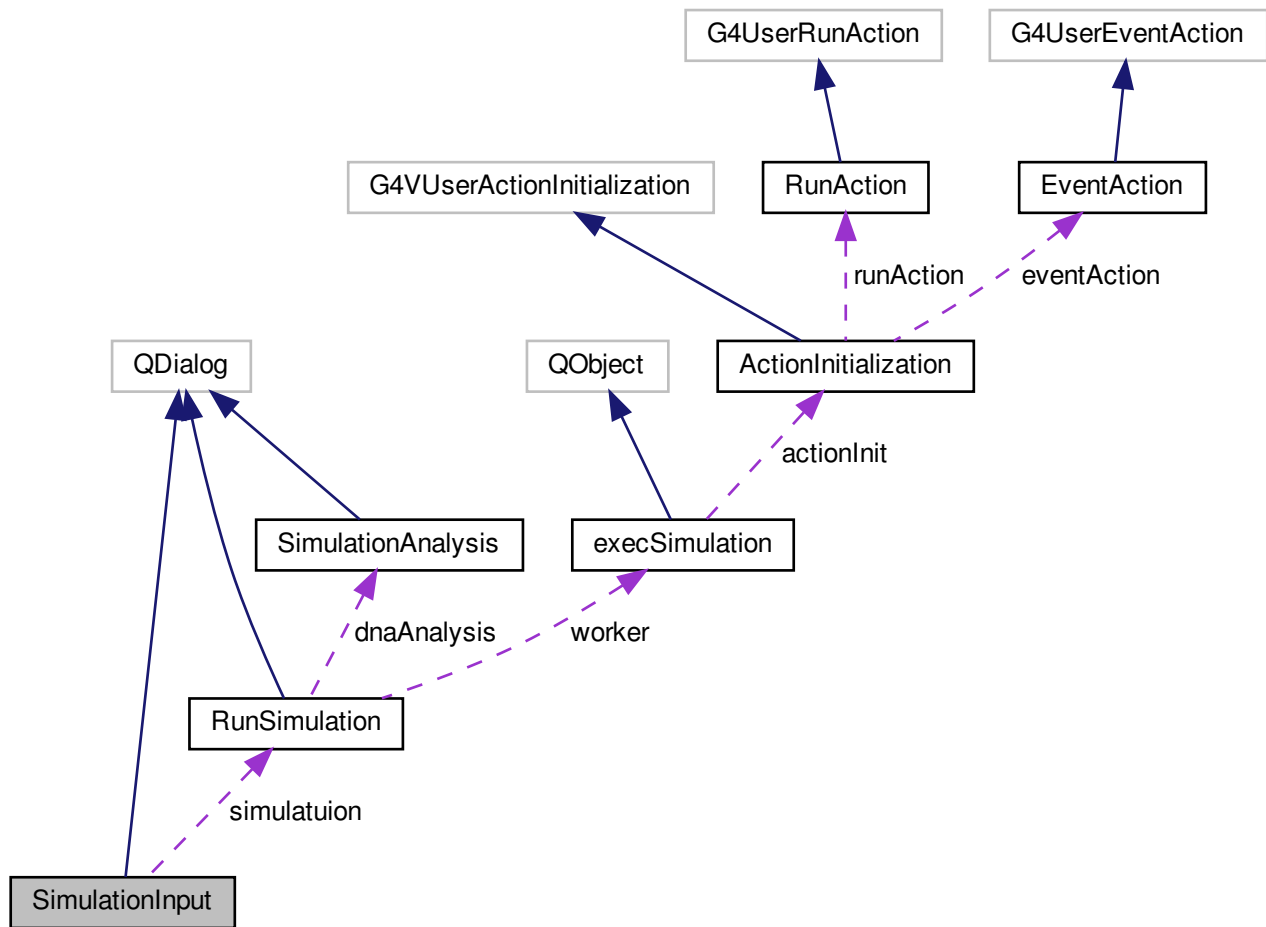 G4UserRunAction
G4UserEventAction
G4VUserActionInitialization
RunAction
EventAction
runAction
eventAction
QDialog
QObject
ActionInitialization
actionInit
SimulationAnalysis
execSimulation
dnaAnalysis
worker
RunSimulation
simulatuion
SimulationInput